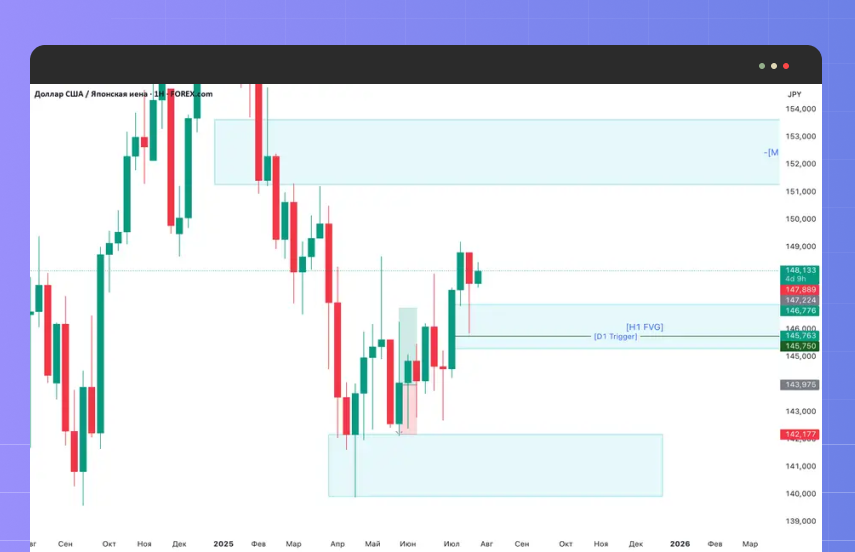 Доллар США / Японская иена · 1Н · FOREX.com
JPY
154,000
153,000
-[M
152,000
151,000
150,000
149,000
148,133
4d 9h
147,889
147,224
146,776
[H1 FVG]
146,000
[D1 Trigger]
145,763
145,750
145,000
143,975
143,000
142,177
141,000
140,000
139,000
вг
Сен
Окт
Ноя
Дек
2025
Фев
Мар
Апр
Май
Июн
Июл
Авг
Сен
Окт
Ноя
Дек
2026
Фев
Мар